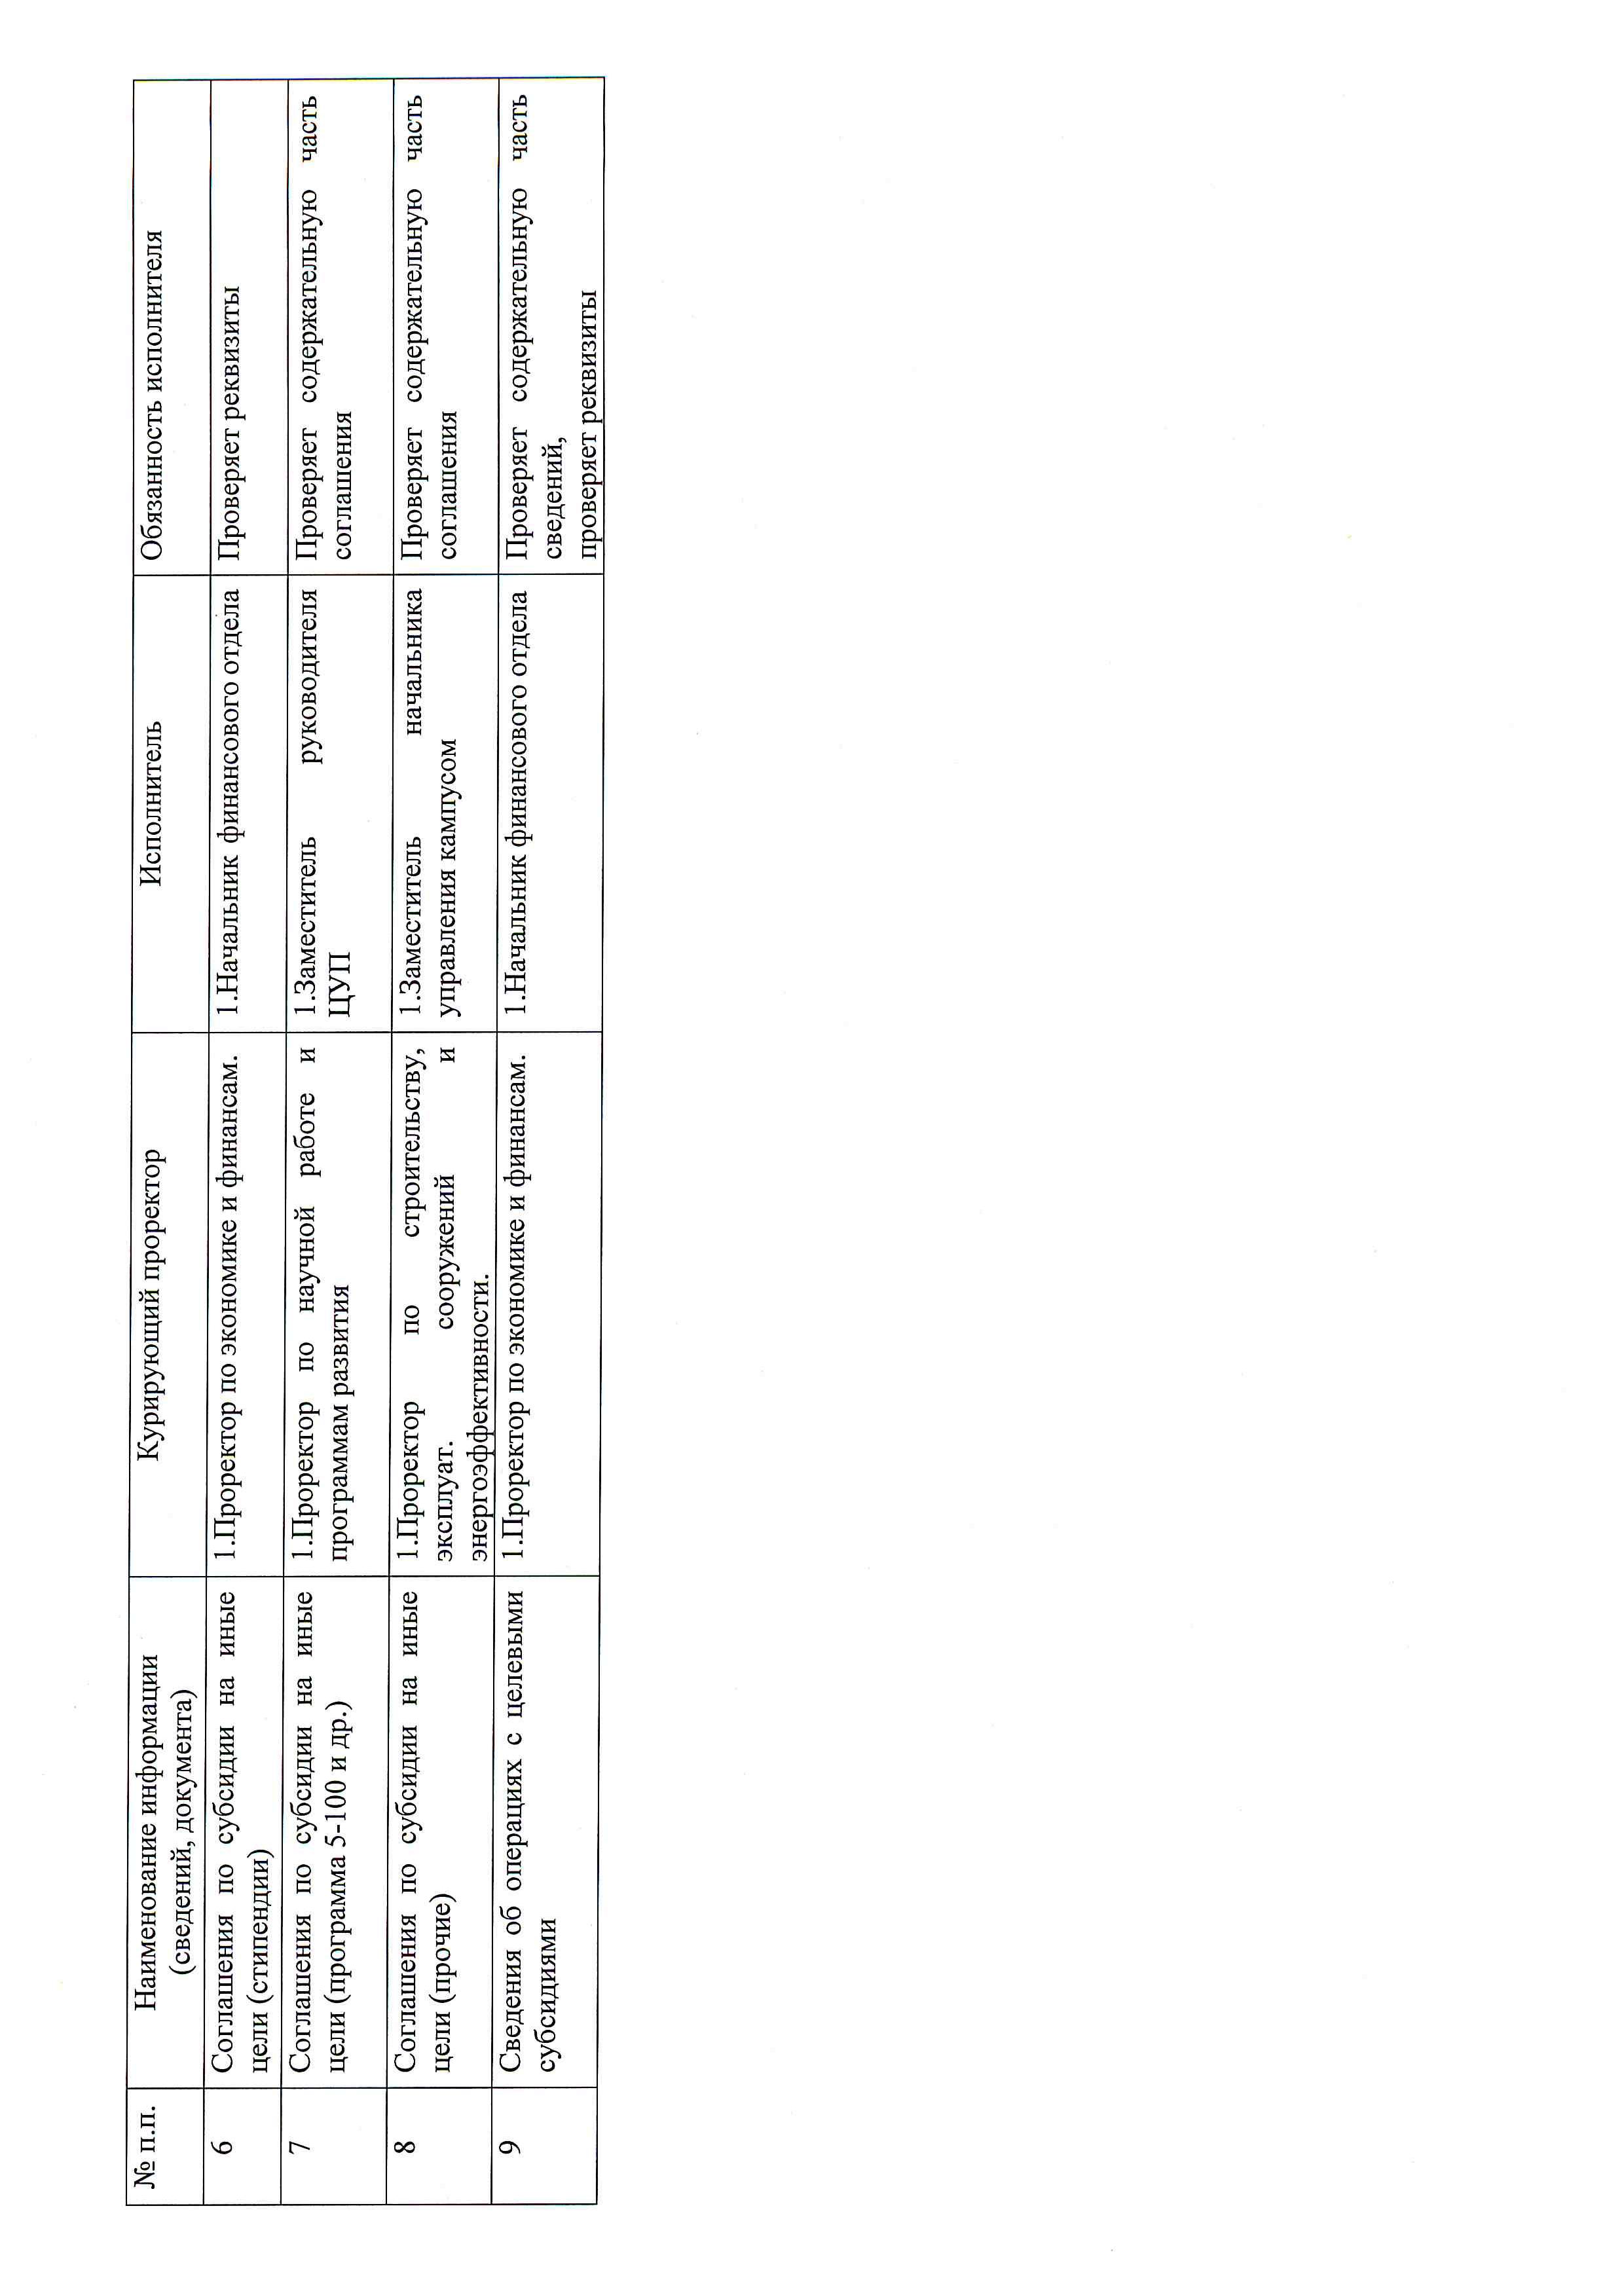 № п.п.
Наименование информации
(сведений, документа)
Курирующий проректор
Исполнитель
Обязанность исполнителя
6
Соглашения по субсидии на иные
цели (стипендии)
1.Проректор по экономике и финансам.
1.Начальник финансового отдела
Проверяет реквизиты
7
Соглашения по субсидии на иные
цели (программа 5-100 и др.)
1.Проректор по научной работе и
программам развития
1.Заместитель руководителя
ЦУП
Проверяет содержательную часть
соглашения
8
Соглашения по субсидии на иные
цели (прочие)
1.Проректор по строительству,
эксплуат. сооружений и
энергоэффективности.
1.Заместитель начальника
управления кампусом
Проверяет содержательную часть
соглашения
9
Сведения об операциях с целевыми
субсидиями
1.Проректор по экономике и финансам.
1.Начальник финансового отдела
Проверяет содержательную часть
сведений,
проверяет реквизиты